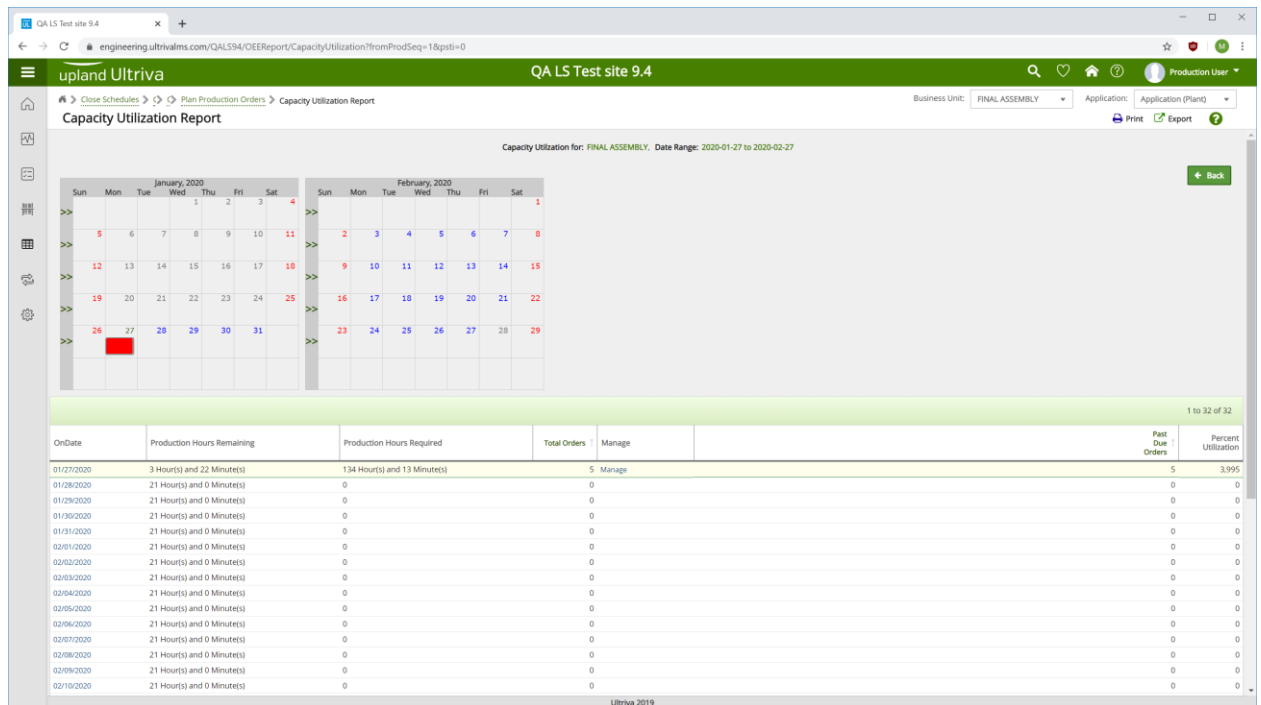 QA LS Test site 9.4
engineering.ultrivalms.com/QALS94/OEEReport/CapacityUtilization?fromProdSeq=1&psti=0
upland Ultriva QA LS Test site 9.4 Production User
Close Schedules > Plan Production Orders > Capacity Utilization Report Business Unit: FINAL ASSEMBLY Application: Application (Plant)
Capacity Utilization Report Print Export
Capacity Utilzation for: FINAL ASSEMBLY, Date Range: 2020-01-27 to 2020-02-27
Back
January, 2020 February, 2020
Sun Mon Tue Wed Thu Fri Sat Sun Mon Tue Wed Thu Fri Sat
>> 1 2 3 4 >> 1
>> 5 6 7 8 9 10 11 >> 2 3 4 5 6 7 8
>> 12 13 14 15 16 17 18 >> 9 10 11 12 13 14 15
>> 19 20 21 22 23 24 25 >> 16 17 18 19 20 21 22
>> 26 27 28 29 30 31 >> 23 24 25 26 27 28 29
1 to 32 of 32
OnDate Production Hours Remaining Production Hours Required Total Orders Manage Past Due Orders Percent Utilization
01/27/2020 3 Hour(s) and 22 Minute(s) 134 Hour(s) and 13 Minute(s) 5 Manage 5 3,995
01/28/2020 21 Hour(s) and 0 Minute(s) 0 0 0 0
01/29/2020 21 Hour(s) and 0 Minute(s) 0 0 0 0
01/30/2020 21 Hour(s) and 0 Minute(s) 0 0 0 0
01/31/2020 21 Hour(s) and 0 Minute(s) 0 0 0 0
02/01/2020 21 Hour(s) and 0 Minute(s) 0 0 0 0
02/02/2020 21 Hour(s) and 0 Minute(s) 0 0 0 0
02/03/2020 21 Hour(s) and 0 Minute(s) 0 0 0 0
02/04/2020 21 Hour(s) and 0 Minute(s) 0 0 0 0
02/05/2020 21 Hour(s) and 0 Minute(s) 0 0 0 0
02/06/2020 21 Hour(s) and 0 Minute(s) 0 0 0 0
02/07/2020 21 Hour(s) and 0 Minute(s) 0 0 0 0
02/08/2020 21 Hour(s) and 0 Minute(s) 0 0 0 0
02/09/2020 21 Hour(s) and 0 Minute(s) 0 0 0 0
02/10/2020 21 Hour(s) and 0 Minute(s) 0 0 0 0
Ultriva 2019